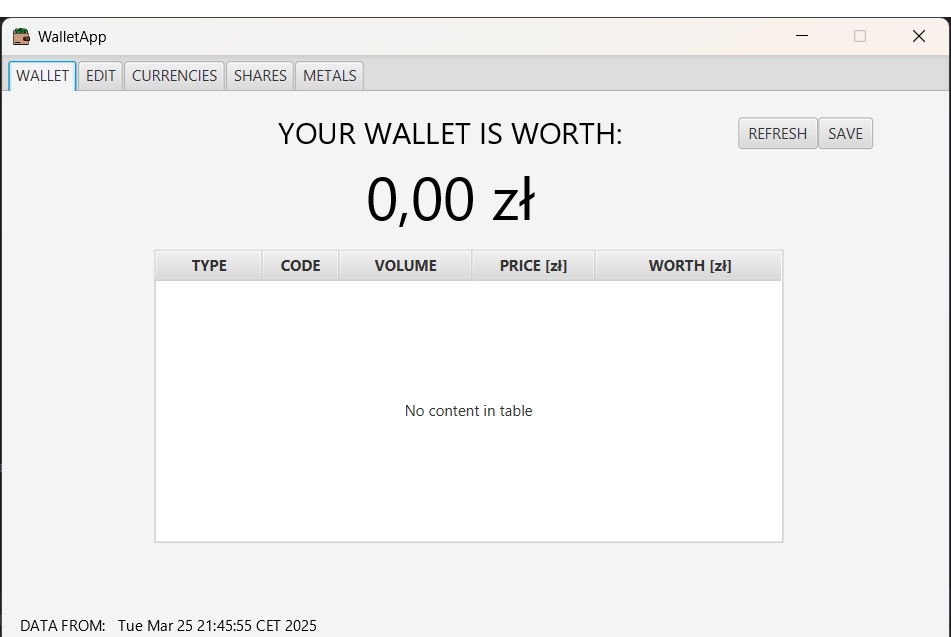 WalletApp
WALLET EDIT CURRENCIES SHARES METALS
YOUR WALLET IS WORTH:
REFRESH SAVE
0,00 zł
TYPE CODE VOLUME PRICE [zł] WORTH [zł]
No content in table
DATA FROM: Tue Mar 25 21:45:55 CET 2025